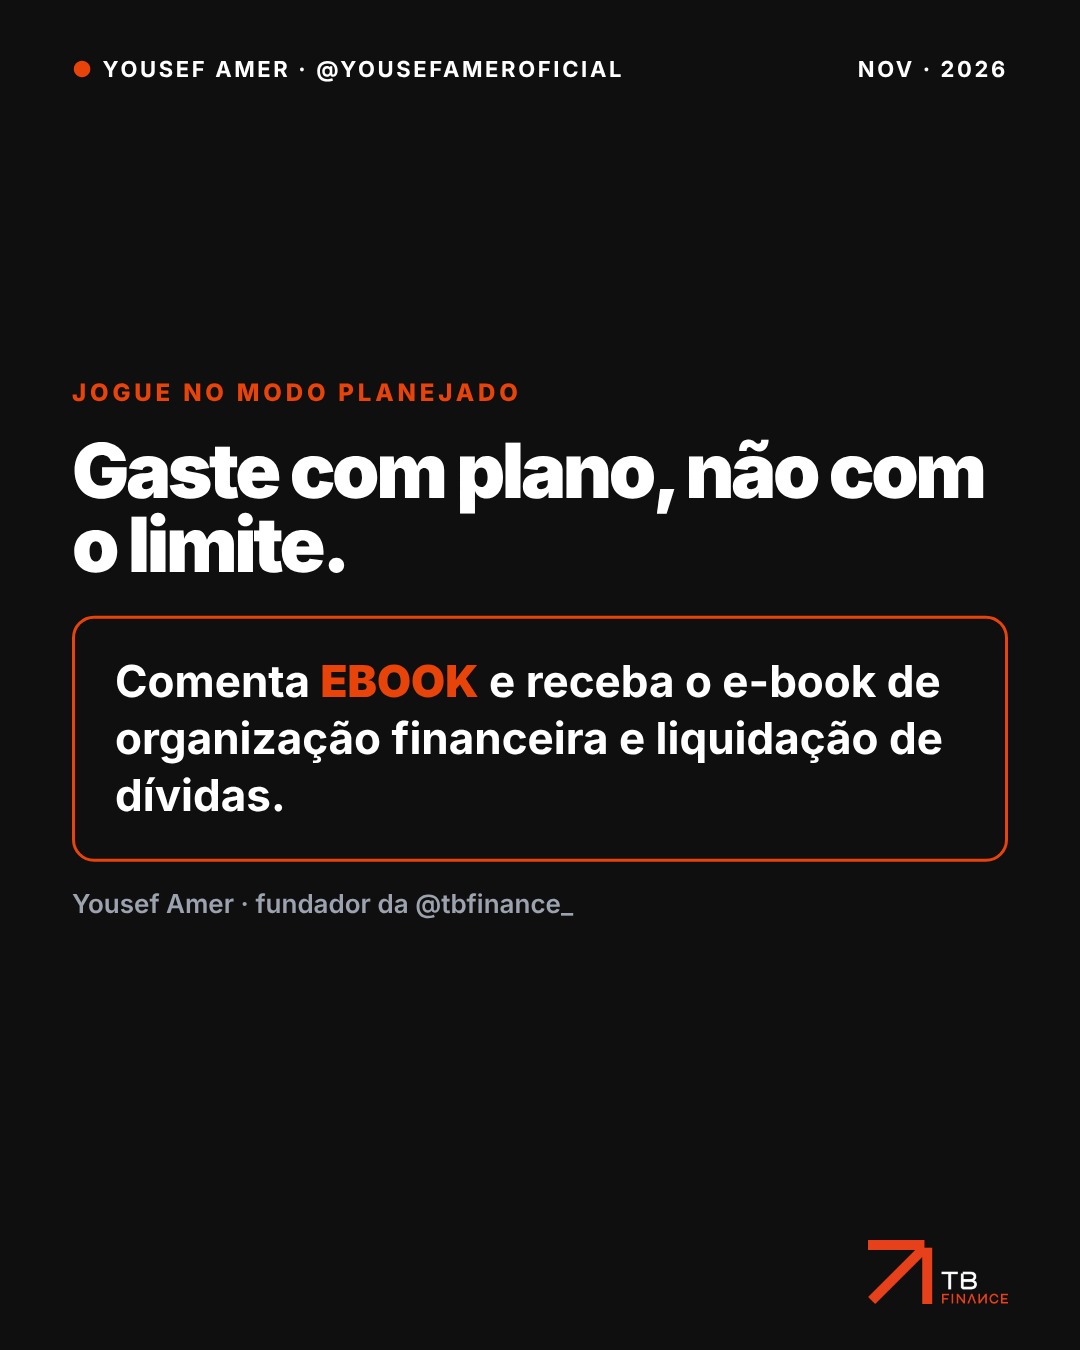 YOUSEF AMER · @YOUSEFAMEROFICIAL
NOV · 2026
JOGUE NO MODO PLANEJADO
Gaste com plano, não com
o limite.
Comenta EBOOK e receba o e-book de
organização financeira e liquidação de
dívidas.
Yousef Amer · fundador da @tbfinance_
TB
FINANCE